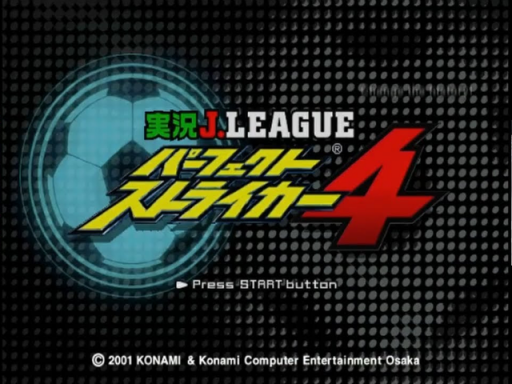 実況J.LEAGUE
パーフェクト®
ストライカー4
Press START button
© 2001 KONAMI & Konami Computer Entertainment Osaka